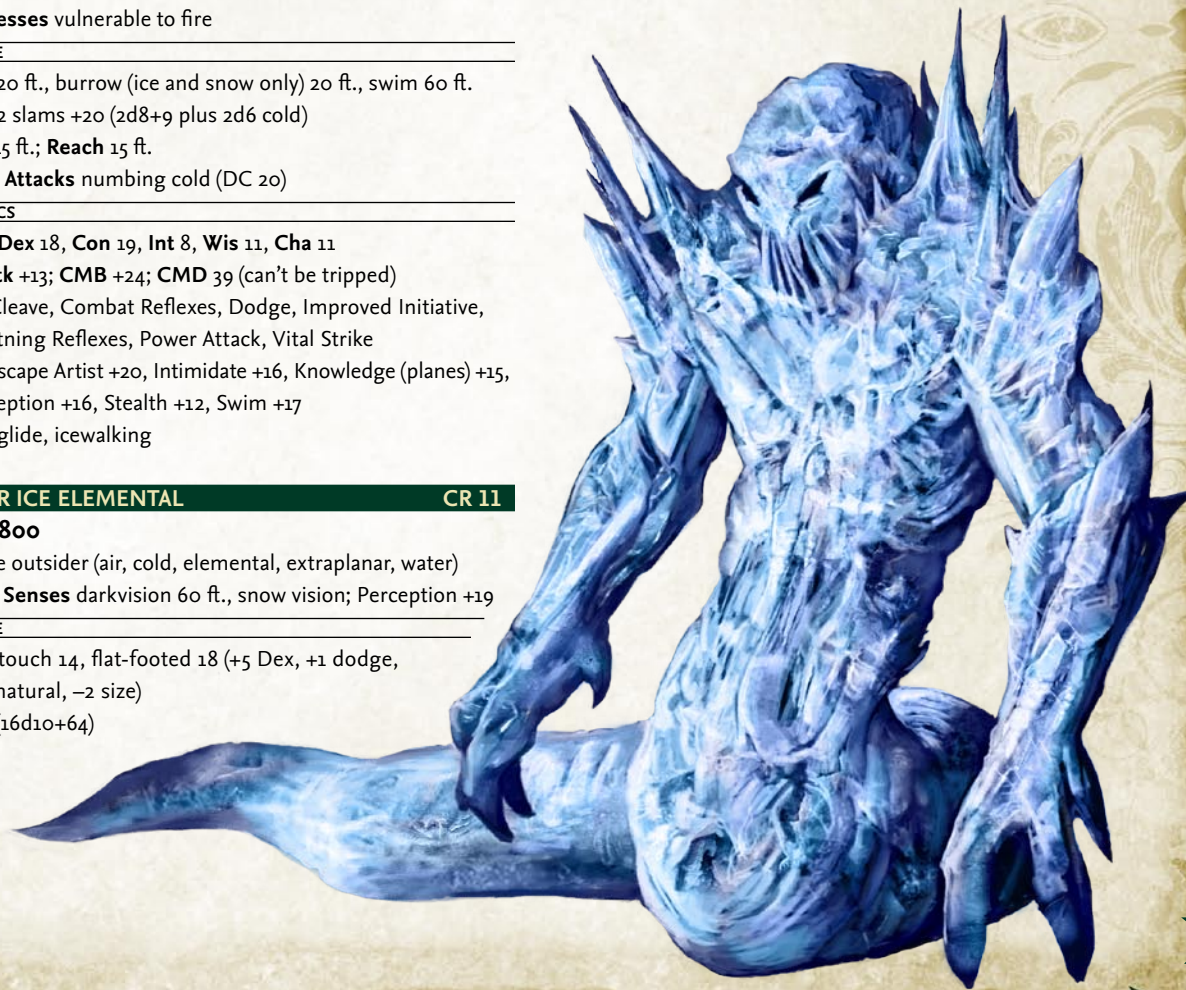 esses vulnerable to fire
E
20 ft., burrow (ice and snow only) 20 ft., swim 60 ft.
2 slams +20 (2d8+9 plus 2d6 cold)
15 ft.; Reach 15 ft.
Attacks numbing cold (DC 20)
CS
Dex 18, Con 19, Int 8, Wis 11, Cha 11
ck +13; CMB +24; CMD 39 (can't be tripped)
Cleave, Combat Reflexes, Dodge, Improved Initiative,
tning Reflexes, Power Attack, Vital Strike
scape Artist +20, Intimidate +16, Knowledge (planes) +15,
eption +16, Stealth +12, Swim +17
glide, icewalking
R ICE ELEMENTAL CR 11
800
e outsider (air, cold, elemental, extraplanar, water)
Senses darkvision 60 ft., snow vision; Perception +19
E
touch 14, flat-footed 18 (+5 Dex, +1 dodge,
natural, –2 size)
(16d10+64)